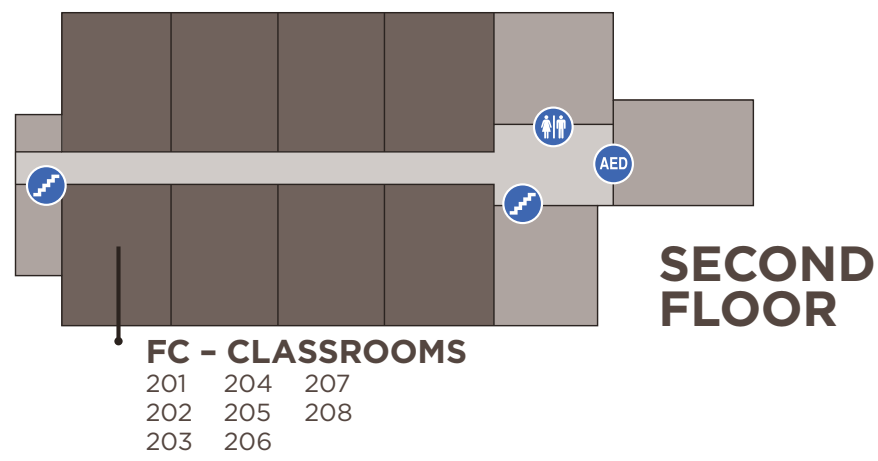 AED
SECOND
FLOOR
FC – CLASSROOMS
201 204 207
202 205 208
203 206